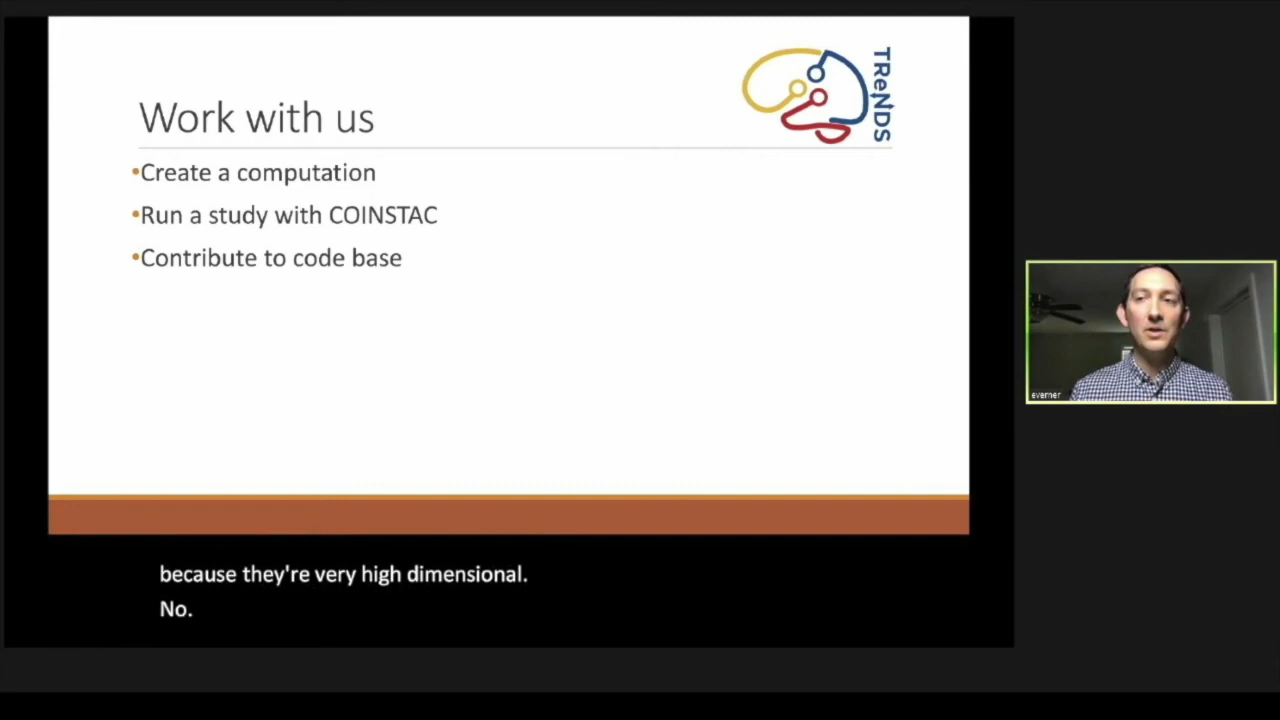 TReNDS
Work with us
•Create a computation
•Run a study with COINSTAC
•Contribute to code base
everner
because they're very high dimensional.
No.